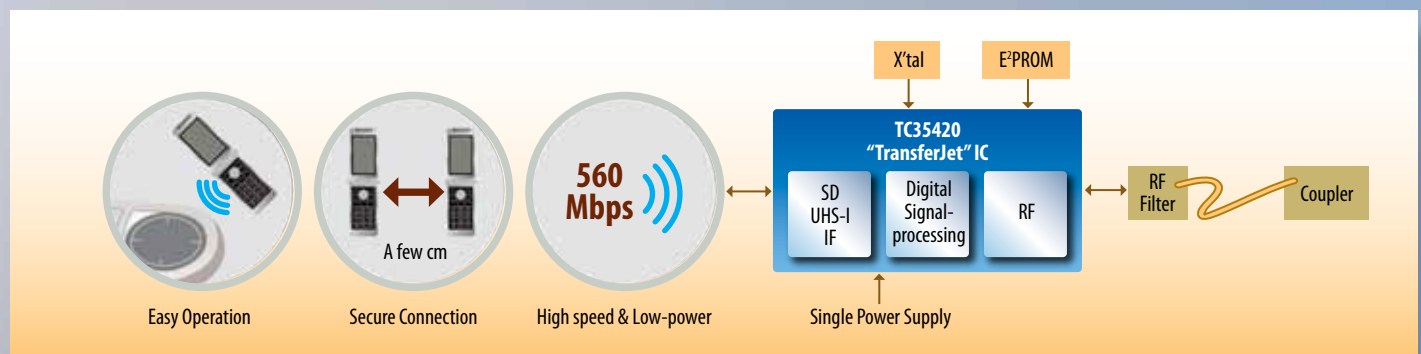 X'tal
E²PROM
TC35420
“TransferJet” IC
SD
UHS-I
IF
Digital
Signal-
processing
RF
RF
Filter
Coupler
560
Mbps
A few cm
Easy Operation
Secure Connection
High speed & Low-power
Single Power Supply